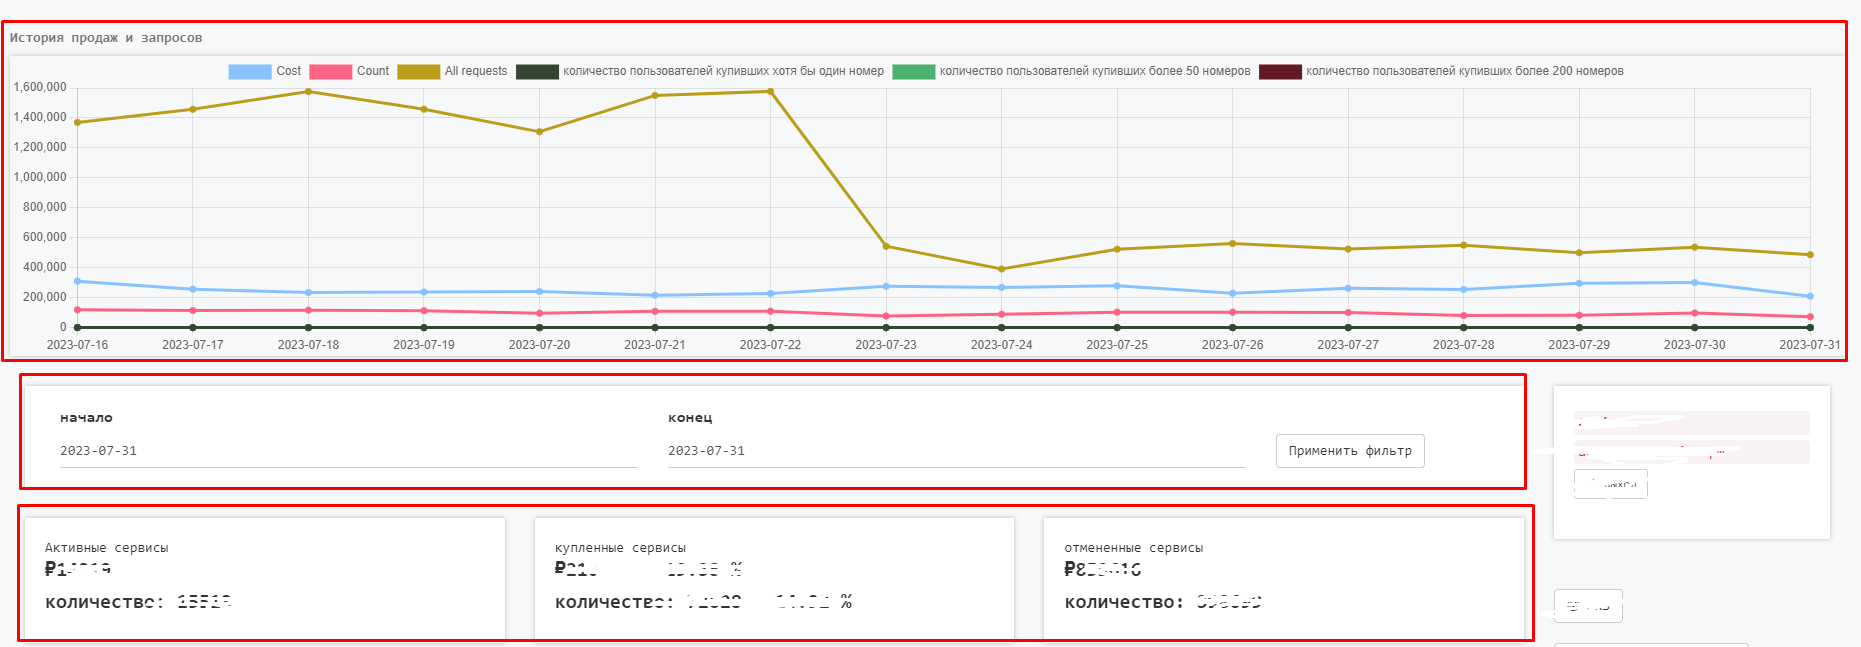 История продаж и запросов
Cost Count All requests количество пользователей купивших хотя бы один номер количество пользователей купивших более 50 номеров количество пользователей купивших более 200 номеров
1,600,000
1,400,000
1,200,000
1,000,000
800,000
600,000
400,000
200,000
0
2023-07-16 2023-07-17 2023-07-18 2023-07-19 2023-07-20 2023-07-21 2023-07-22 2023-07-23 2023-07-24 2023-07-25 2023-07-26 2023-07-27 2023-07-28 2023-07-29 2023-07-30 2023-07-31
начало конец
2023-07-31 2023-07-31 Применить фильтр
Активные сервисы купленные сервисы отмененные сервисы
количество: количество: % количество: